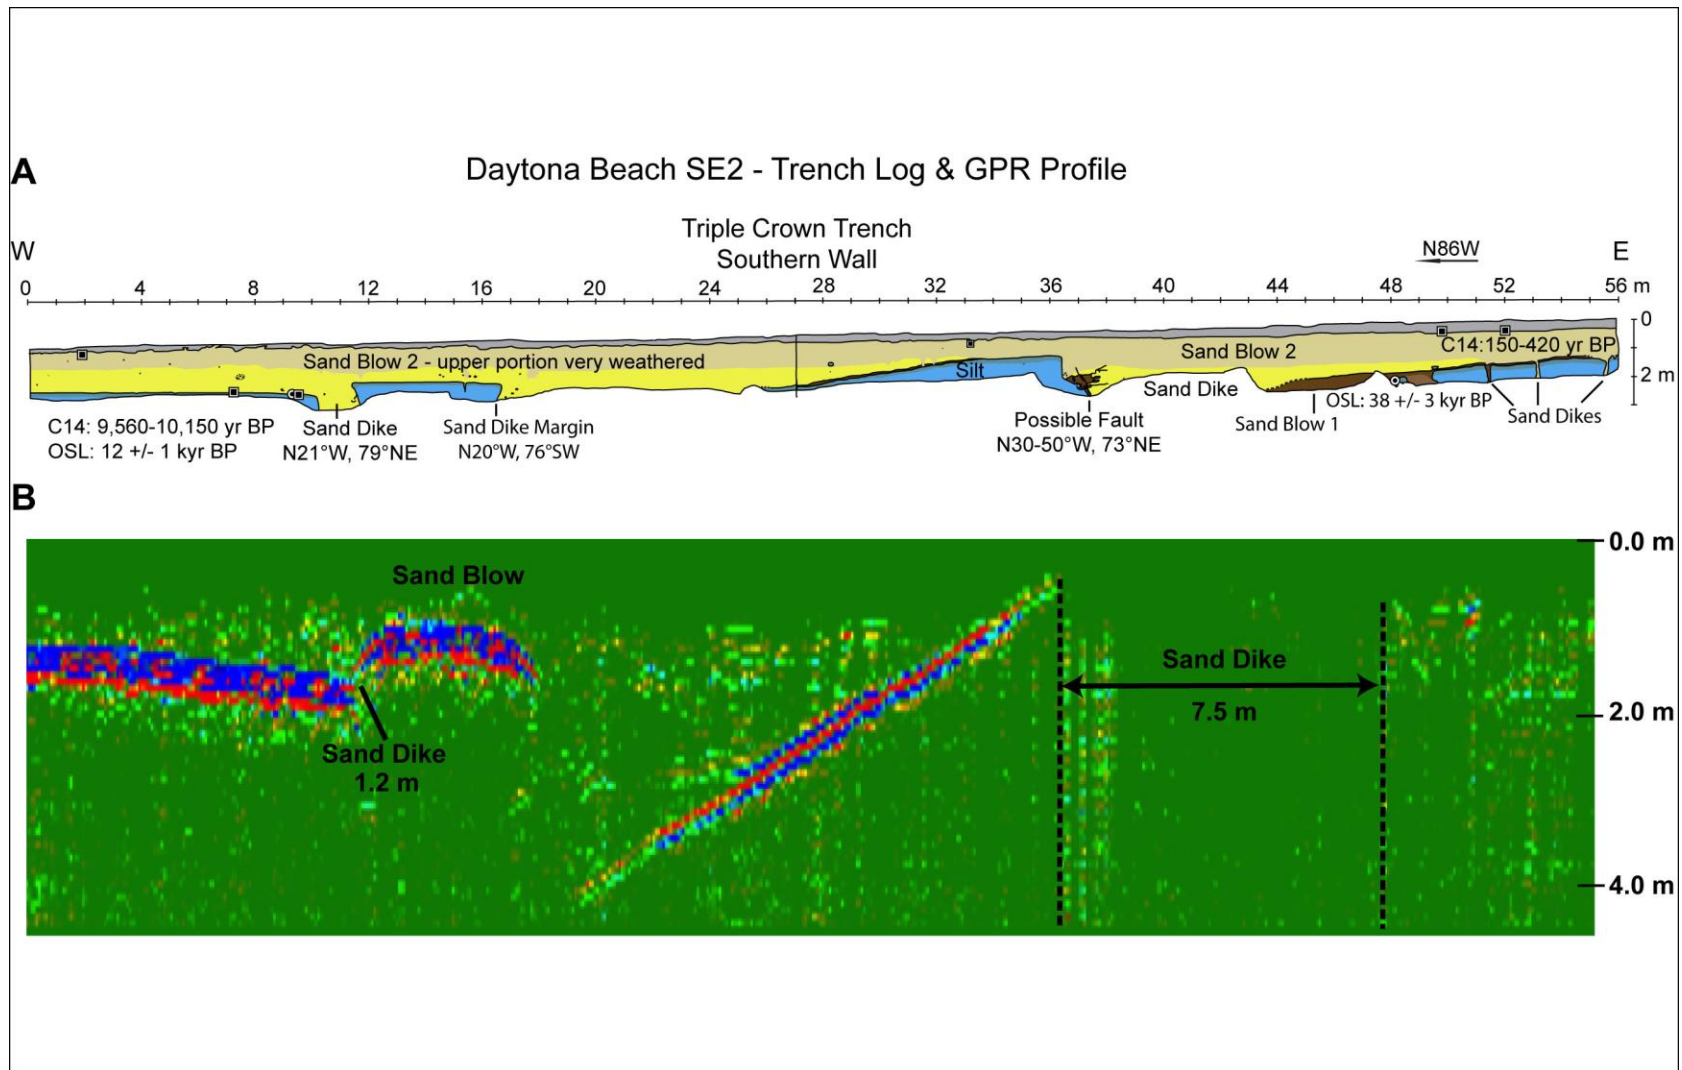 A
Daytona Beach SE2 - Trench Log & GPR Profile
Triple Crown Trench
Southern Wall
W
N86W
E
0 4 8 12 16 20 24 28 32 36 40 44 48 52 56 m
0
2 m
Sand Blow 2 - upper portion very weathered
Sand Blow 2
C14:150-420 yr BP
Silt
Sand Dike
C14: 9,560-10,150 yr BP
OSL: 12 +/- 1 kyr BP
Sand Dike
N21°W, 79°NE
Sand Dike Margin
N20°W, 76°SW
Possible Fault
N30-50°W, 73°NE
Sand Blow 1
OSL: 38 +/- 3 kyr BP
Sand Dikes
B
0.0 m
2.0 m
4.0 m
Sand Blow
Sand Dike
1.2 m
Sand Dike
7.5 m